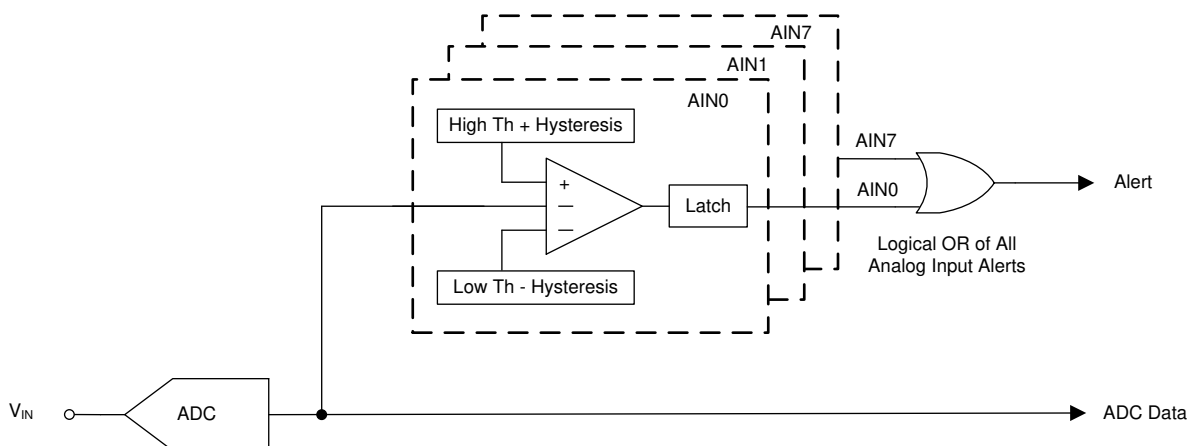 AIN7
AIN1
AIN0
High Th + Hysteresis
+
—
—
Latch
Low Th - Hysteresis
AIN7
AIN0
Alert
Logical OR of All
Analog Input Alerts
VIN
ADC
ADC Data